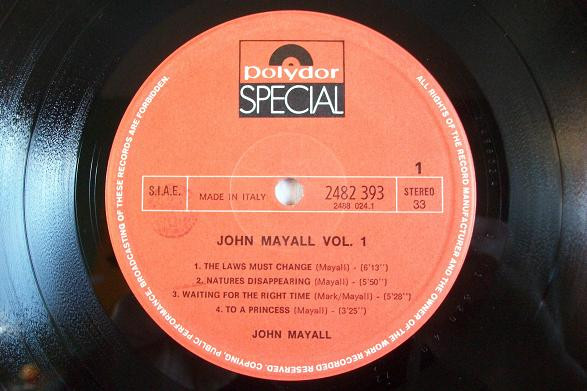 polydor
SPECIAL
1
S.I.A.E.
MADE IN ITALY
2482 393
2488 024.1
STEREO
33
JOHN MAYALL VOL. 1
1. THE LAWS MUST CHANGE (Mayall) - (6'13'')
2. NATURES DISAPPEARING (Mayall) - (5'50'')
3. WAITING FOR THE RIGHT TIME (Mark/Mayall) - (5'28'')
4. TO A PRINCESS (Mayall) - (3'25'')
JOHN MAYALL
ALL RIGHTS OF THE RECORD MANUFACTURER AND THE OWNER OF THE WORK RECORDED RESERVED. COPYING, PUBLIC PERFORMANCE, BROADCASTING OF THESE RECORDS ARE FORBIDDEN.